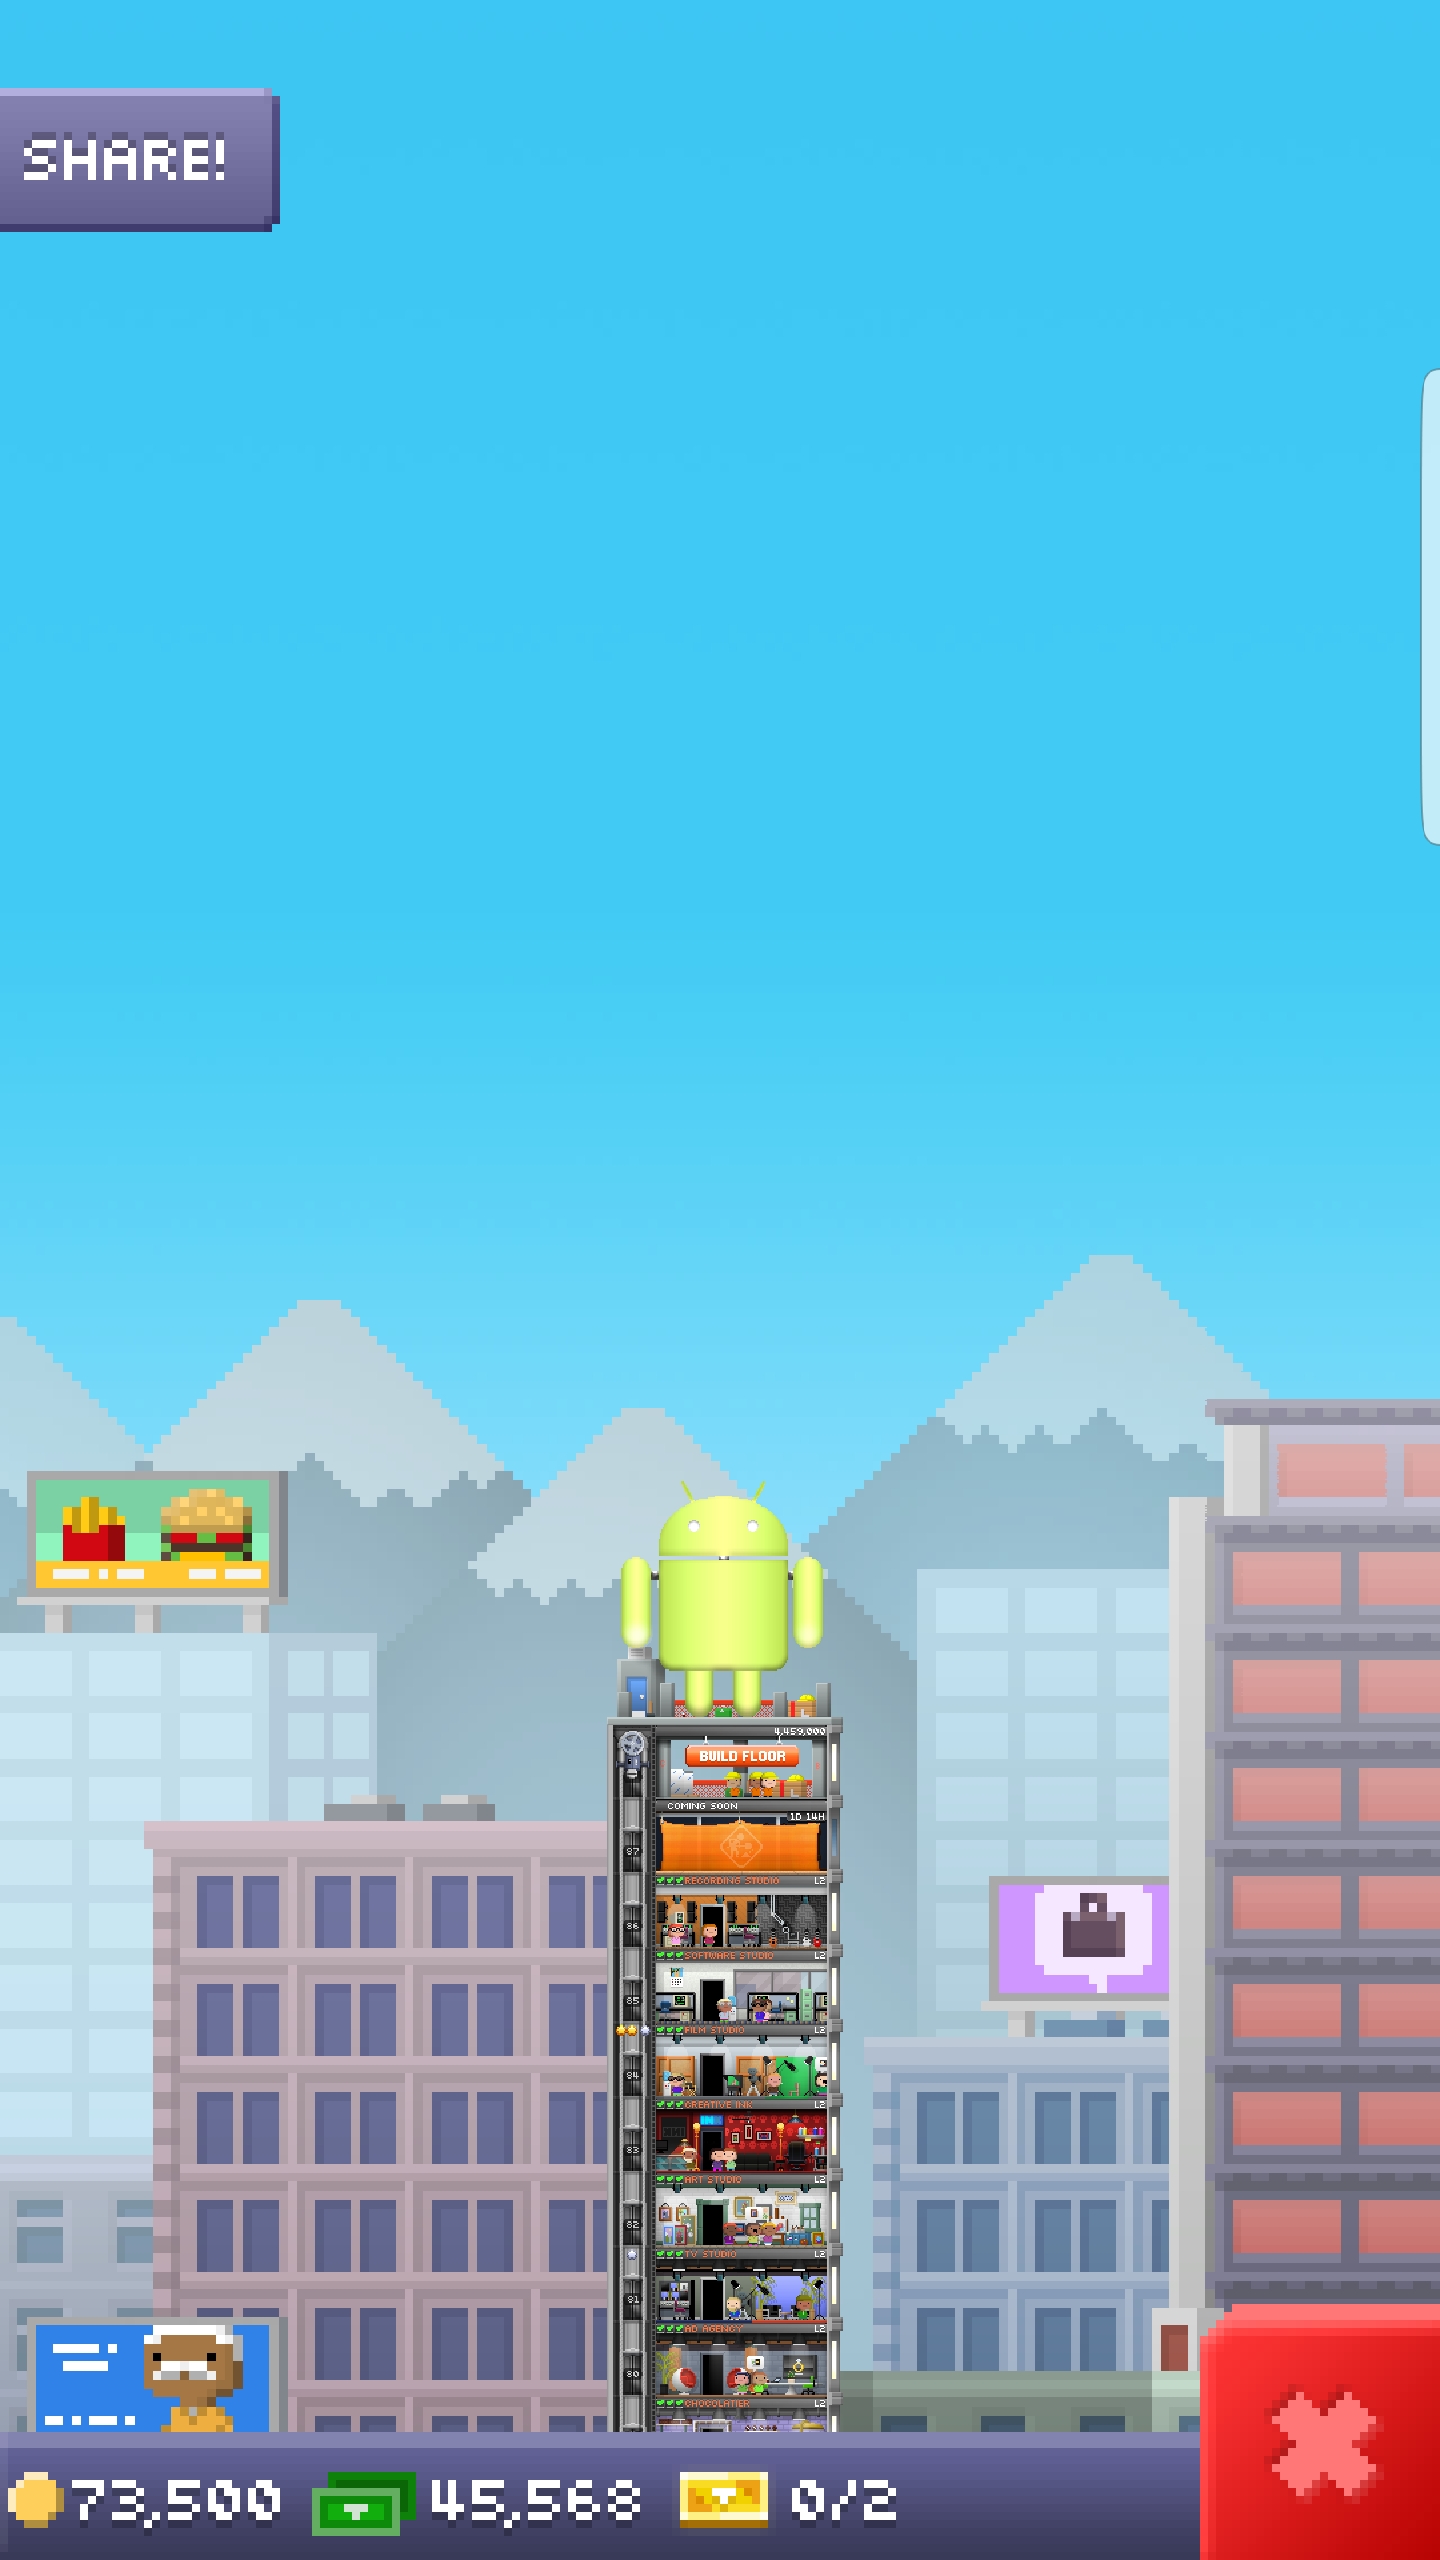 SHARE!
4,459,000
BUILD FLOOR
COMING SOON
1D 14H
87
RECORDING STUDIO L2
86
SOFTWARE STUDIO L2
85
FILM STUDIO L2
84
CREATIVE INK L2
INK
83
ART STUDIO L2
82
TV STUDIO L2
81
AD AGENCY L2
80
CHOCOLATIER L2
73,500 45,568 0/2